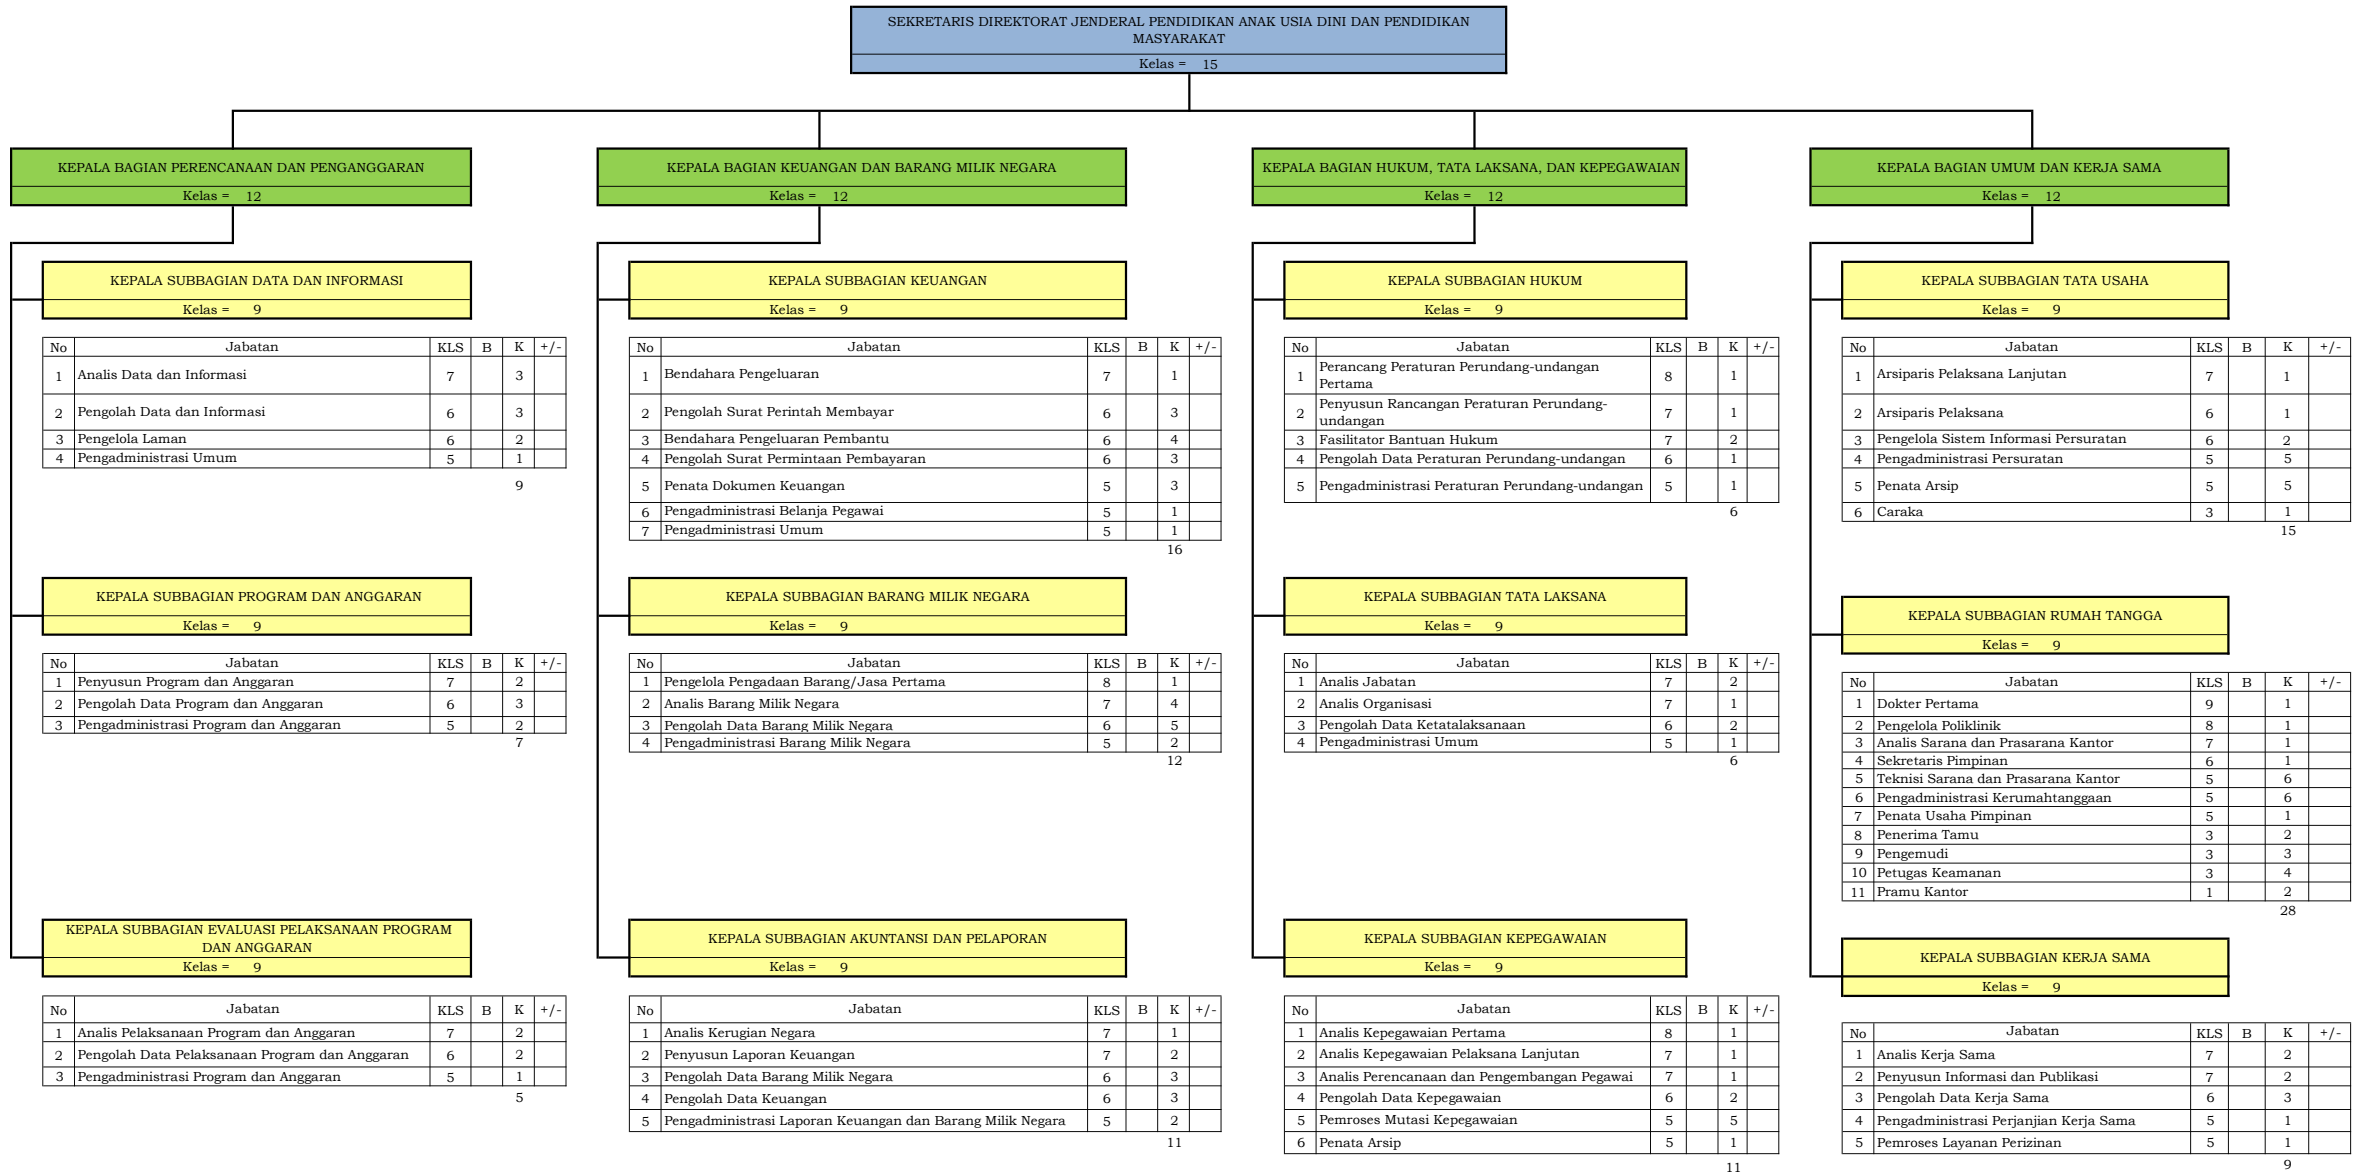 SEKRETARIS DIREKTORAT JENDERAL PENDIDIKAN ANAK USIA DINI DAN PENDIDIKAN
MASYARAKAT
Kelas = 15
KEPALA BAGIAN PERENCANAAN DAN PENGANGGARAN
Kelas = 12
KEPALA SUBBAGIAN DATA DAN INFORMASI
Kelas = 9
No Jabatan KLS B K +/-
1 Analis Data dan Informasi 7 3
2 Pengolah Data dan Informasi 6 3
3 Pengelola Laman 6 2
4 Pengadministrasi Umum 5 1
9
KEPALA SUBBAGIAN PROGRAM DAN ANGGARAN
Kelas = 9
No Jabatan KLS B K +/-
1 Penyusun Program dan Anggaran 7 2
2 Pengolah Data Program dan Anggaran 6 3
3 Pengadministrasi Program dan Anggaran 5 2
7
KEPALA SUBBAGIAN EVALUASI PELAKSANAAN PROGRAM
DAN ANGGARAN
Kelas = 9
No Jabatan KLS B K +/-
1 Analis Pelaksanaan Program dan Anggaran 7 2
2 Pengolah Data Pelaksanaan Program dan Anggaran 6 2
3 Pengadministrasi Program dan Anggaran 5 1
5
KEPALA BAGIAN KEUANGAN DAN BARANG MILIK NEGARA
Kelas = 12
KEPALA SUBBAGIAN KEUANGAN
Kelas = 9
No Jabatan KLS B K +/-
1 Bendahara Pengeluaran 7 1
2 Pengolah Surat Perintah Membayar 6 3
3 Bendahara Pengeluaran Pembantu 6 4
4 Pengolah Surat Permintaan Pembayaran 6 3
5 Penata Dokumen Keuangan 5 3
6 Pengadministrasi Belanja Pegawai 5 1
7 Pengadministrasi Umum 5 1
16
KEPALA SUBBAGIAN BARANG MILIK NEGARA
Kelas = 9
No Jabatan KLS B K +/-
1 Pengelola Pengadaan Barang/Jasa Pertama 8 1
2 Analis Barang Milik Negara 7 4
3 Pengolah Data Barang Milik Negara 6 5
4 Pengadministrasi Barang Milik Negara 5 2
12
KEPALA SUBBAGIAN AKUNTANSI DAN PELAPORAN
Kelas = 9
No Jabatan KLS B K +/-
1 Analis Kerugian Negara 7 1
2 Penyusun Laporan Keuangan 7 2
3 Pengolah Data Barang Milik Negara 6 3
4 Pengolah Data Keuangan 6 3
5 Pengadministrasi Laporan Keuangan dan Barang Milik Negara 5 2
11
KEPALA BAGIAN HUKUM, TATA LAKSANA, DAN KEPEGAWAIAN
Kelas = 12
KEPALA SUBBAGIAN HUKUM
Kelas = 9
No Jabatan KLS B K +/-
1 Perancang Peraturan Perundang-undangan
Pertama 8 1
2 Penyusun Rancangan Peraturan Perundang-
undangan 7 1
3 Fasilitator Bantuan Hukum 7 2
4 Pengolah Data Peraturan Perundang-undangan 6 1
5 Pengadministrasi Peraturan Perundang-undangan 5 1
6
KEPALA SUBBAGIAN TATA LAKSANA
Kelas = 9
No Jabatan KLS B K +/-
1 Analis Jabatan 7 2
2 Analis Organisasi 7 1
3 Pengolah Data Ketatalaksanaan 6 2
4 Pengadministrasi Umum 5 1
6
KEPALA SUBBAGIAN KEPEGAWAIAN
Kelas = 9
No Jabatan KLS B K +/-
1 Analis Kepegawaian Pertama 8 1
2 Analis Kepegawaian Pelaksana Lanjutan 7 1
3 Analis Perencanaan dan Pengembangan Pegawai 7 1
4 Pengolah Data Kepegawaian 6 2
5 Pemroses Mutasi Kepegawaian 5 5
6 Penata Arsip 5 1
11
KEPALA BAGIAN UMUM DAN KERJA SAMA
Kelas = 12
KEPALA SUBBAGIAN TATA USAHA
Kelas = 9
No Jabatan KLS B K +/-
1 Arsiparis Pelaksana Lanjutan 7 1
2 Arsiparis Pelaksana 6 1
3 Pengelola Sistem Informasi Persuratan 6 2
4 Pengadministrasi Persuratan 5 5
5 Penata Arsip 5 5
6 Caraka 3 1
15
KEPALA SUBBAGIAN RUMAH TANGGA
Kelas = 9
No Jabatan KLS B K +/-
1 Dokter Pertama 9 1
2 Pengelola Poliklinik 8 1
3 Analis Sarana dan Prasarana Kantor 7 1
4 Sekretaris Pimpinan 6 1
5 Teknisi Sarana dan Prasarana Kantor 5 6
6 Pengadministrasi Kerumahtanggaan 5 6
7 Penata Usaha Pimpinan 5 1
8 Penerima Tamu 3 2
9 Pengemudi 3 3
10 Petugas Keamanan 3 4
11 Pramu Kantor 1 2
28
KEPALA SUBBAGIAN KERJA SAMA
Kelas = 9
No Jabatan KLS B K +/-
1 Analis Kerja Sama 7 2
2 Penyusun Informasi dan Publikasi 7 2
3 Pengolah Data Kerja Sama 6 3
4 Pengadministrasi Perjanjian Kerja Sama 5 1
5 Pemroses Layanan Perizinan 5 1
9